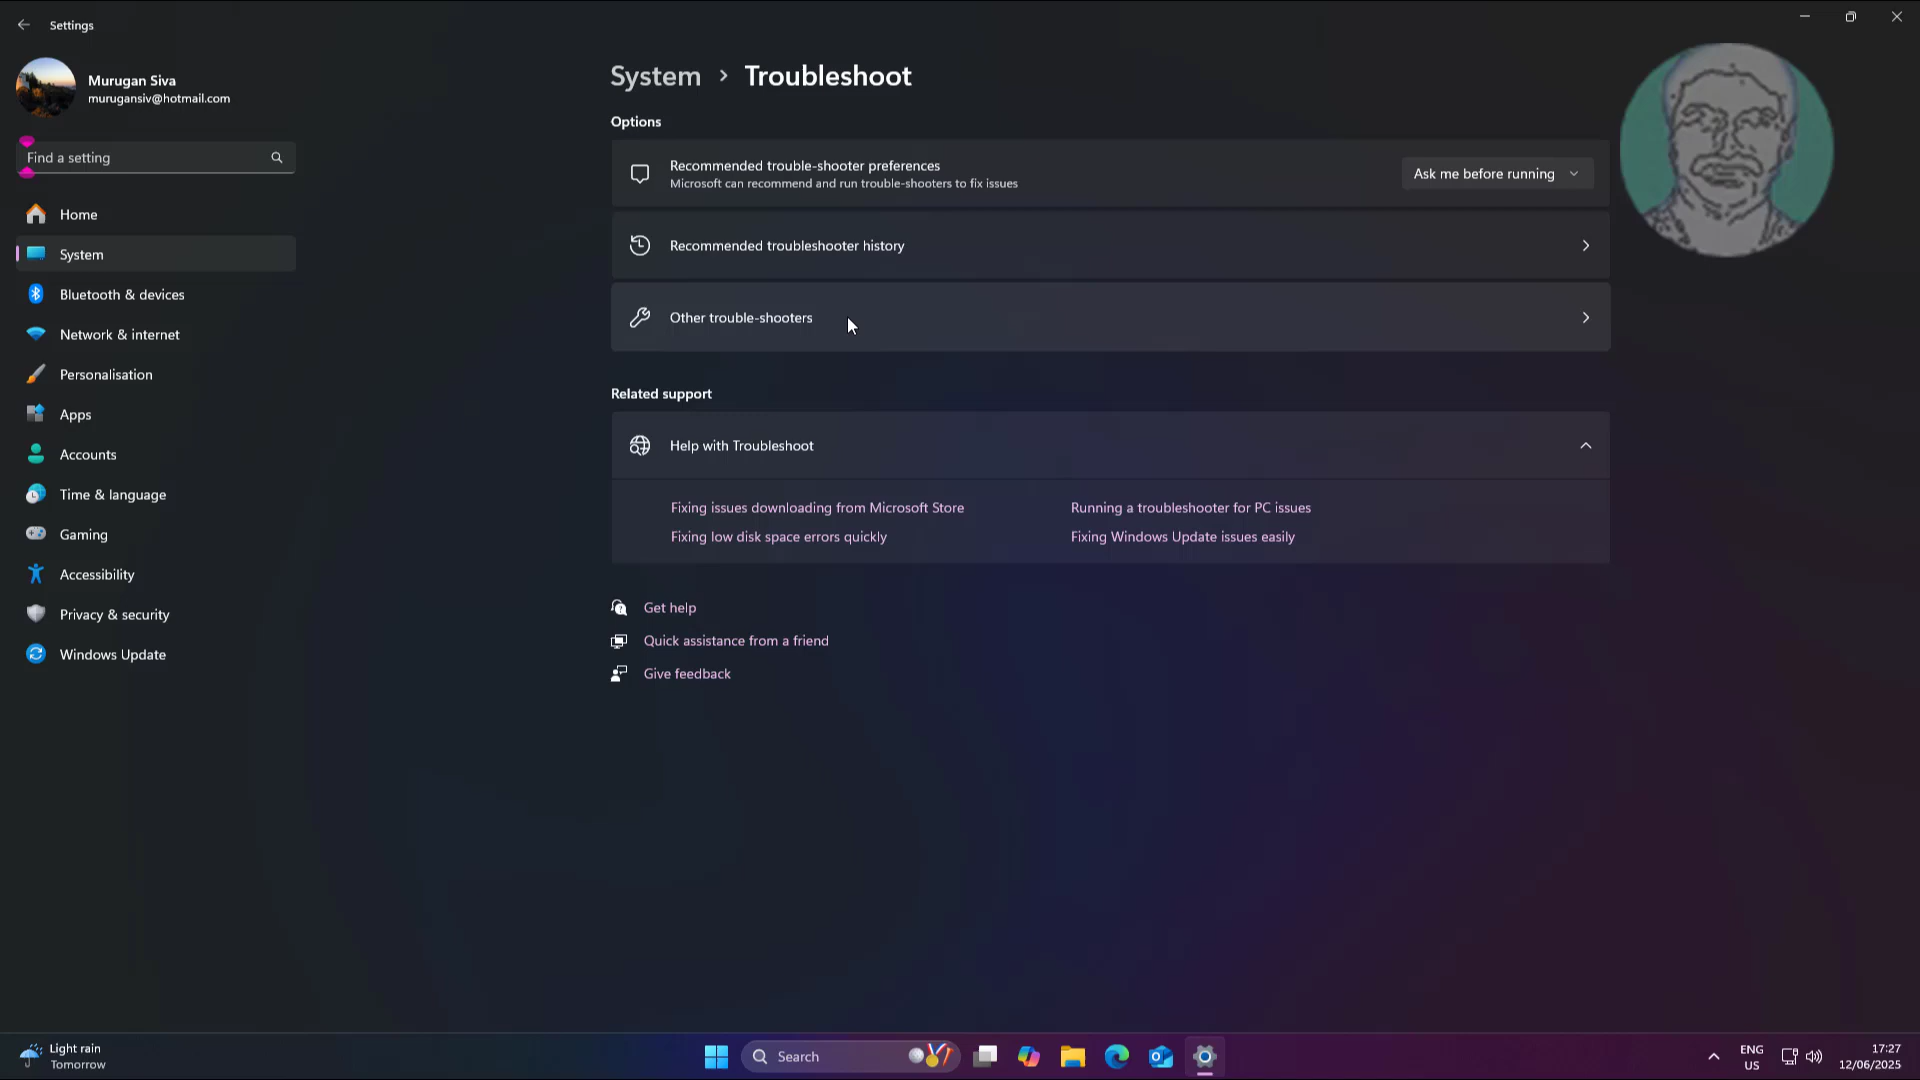 Settings
Murugan Siva
murugansiv@hotmail.com
Find a setting
Home
System
Bluetooth & devices
Network & internet
Personalisation
Apps
Accounts
Time & language
Gaming
Accessibility
Privacy & security
Windows Update
System > Troubleshoot
Options
Recommended trouble-shooter preferences
Microsoft can recommend and run trouble-shooters to fix issues
Ask me before running
Recommended troubleshooter history
Other trouble-shooters
Related support
Help with Troubleshoot
Fixing issues downloading from Microsoft Store
Running a troubleshooter for PC issues
Fixing low disk space errors quickly
Fixing Windows Update issues easily
Get help
Quick assistance from a friend
Give feedback
Light rain
Tomorrow
Search
ENG
US
17:27
12/06/2025